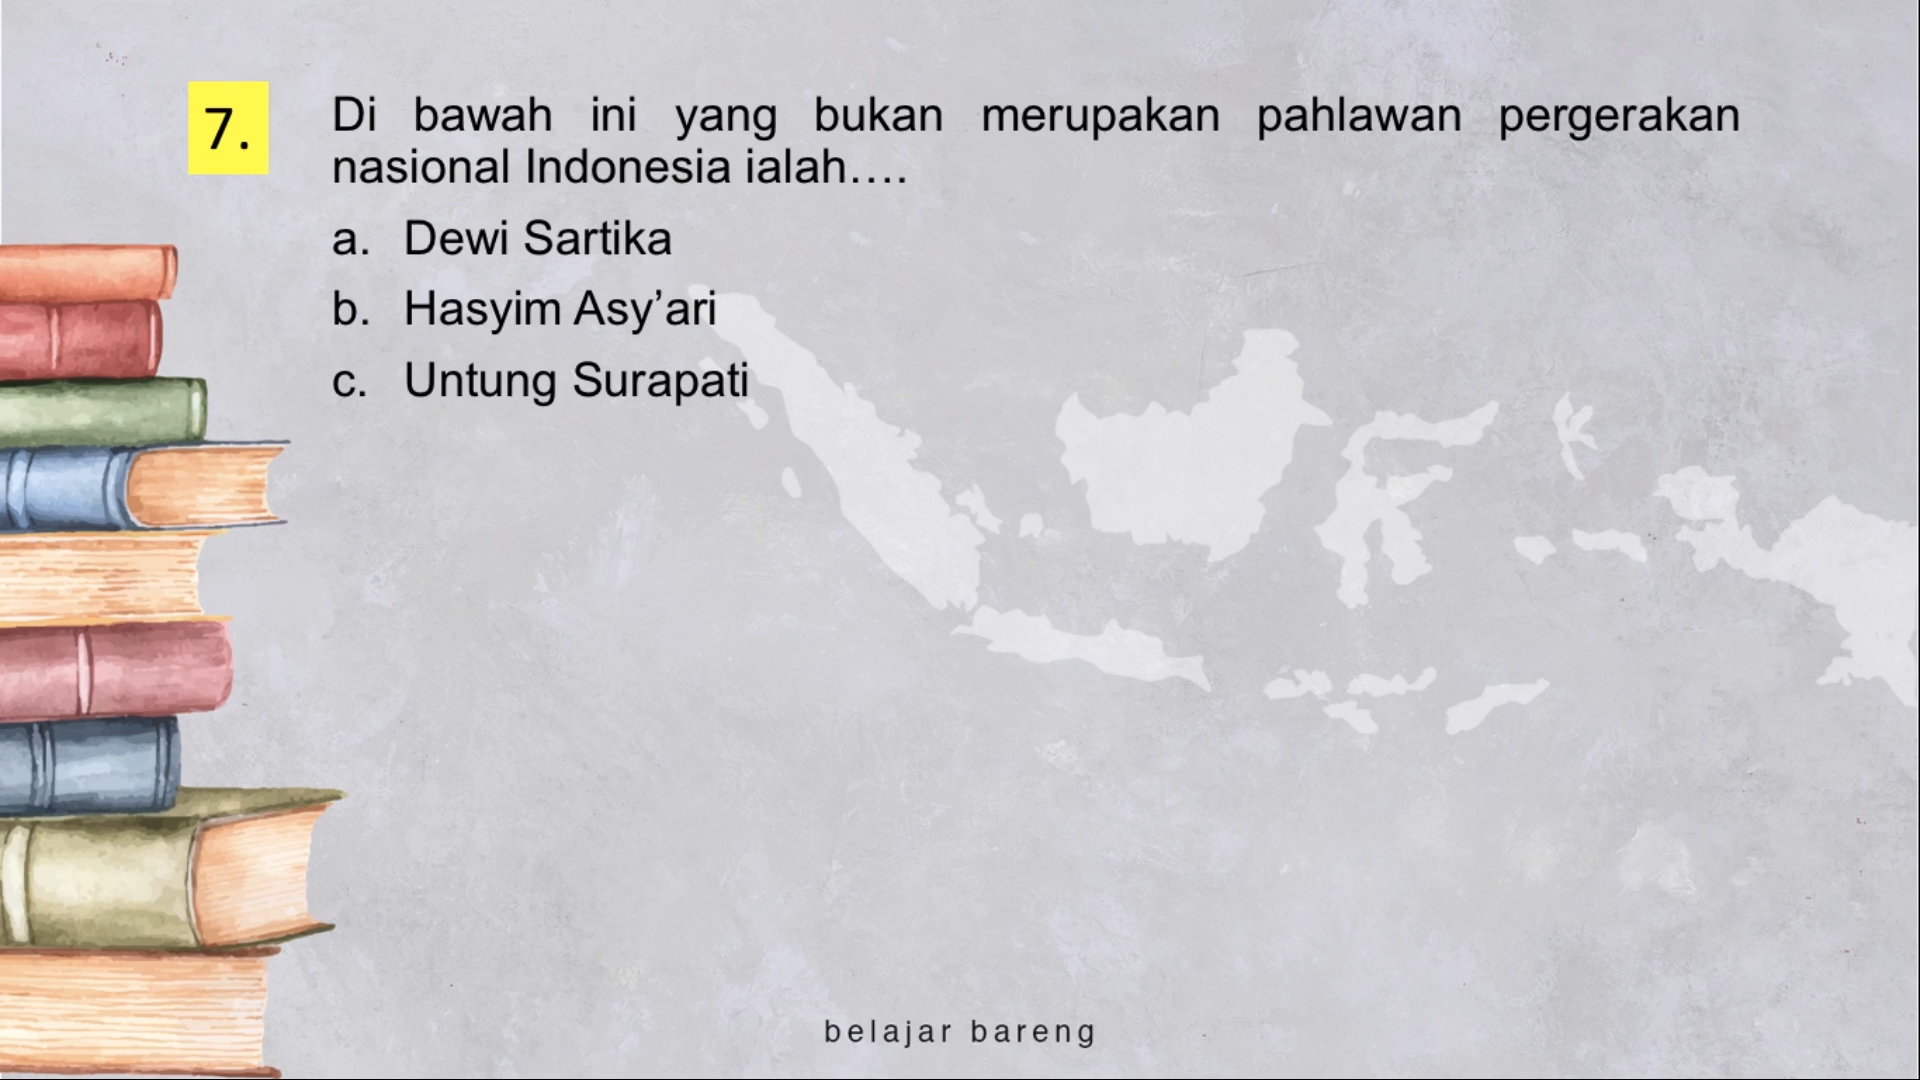 7.
Di bawah ini yang bukan merupakan pahlawan pergerakan
nasional Indonesia ialah….
a. Dewi Sartika
b. Hasyim Asy’ari
c. Untung Surapati
belajar bareng